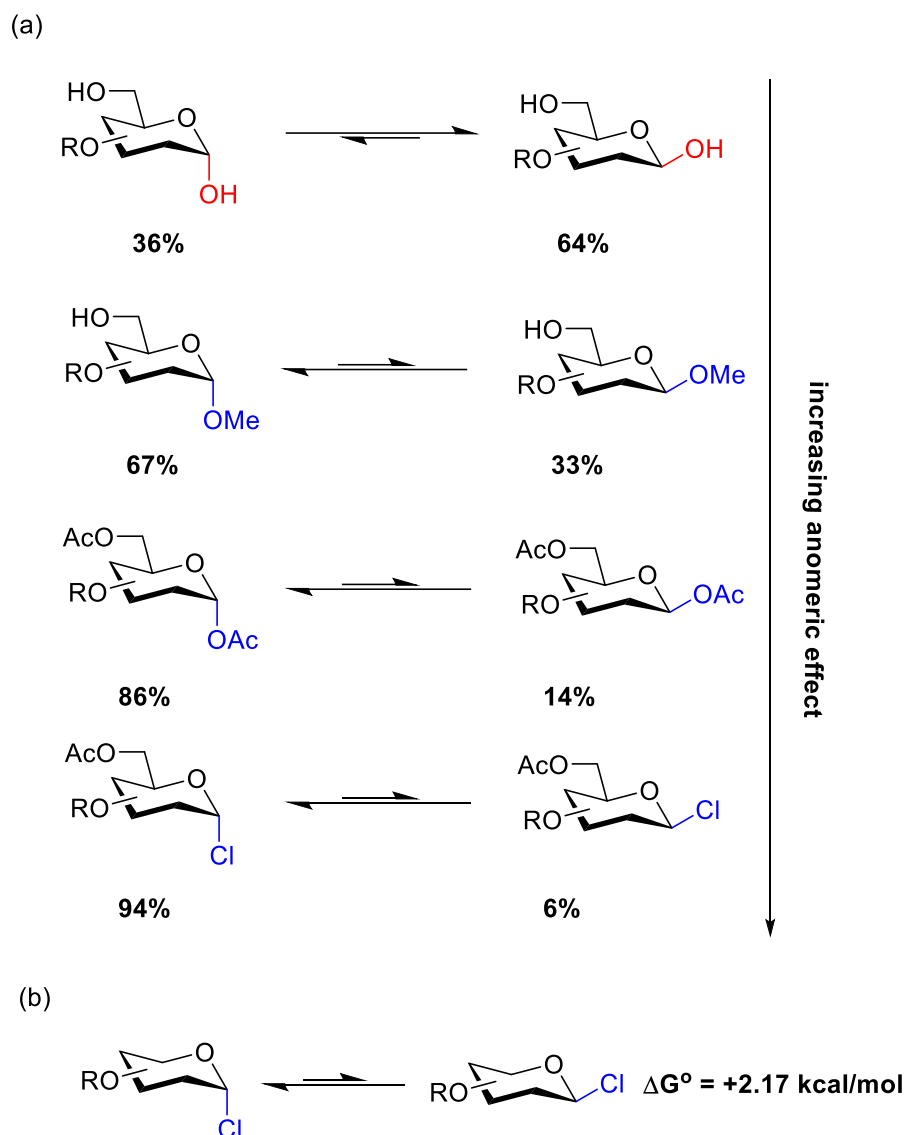 (a)
HO O
RO
OH
HO O
RO
OH
36% 64%
HO O
RO
OMe
HO O
RO
OMe
67% 33%
AcO O
RO
OAc
AcO O
RO
OAc
86% 14%
AcO O
RO
Cl
AcO O
RO
Cl
94% 6%
increasing anomeric effect
(b)
O
RO
Cl
O
RO
Cl
ΔGº = +2.17 kcal/mol